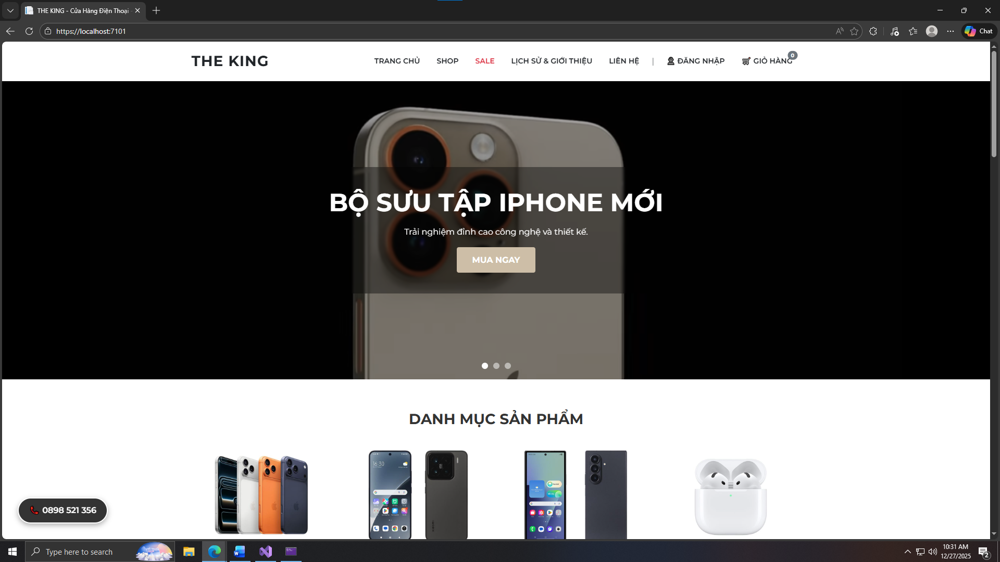 THE KING - Cửa Hàng Điện Thoại -
https://localhost:7101
Chat
THE KING
TRANG CHỦ
SHOP
SALE
LỊCH SỬ & GIỚI THIỆU
LIÊN HỆ
|
ĐĂNG NHẬP
GIỎ HÀNG
0
BỘ SƯU TẬP IPHONE MỚI
Trải nghiệm đỉnh cao công nghệ và thiết kế.
MUA NGAY
DANH MỤC SẢN PHẨM
16:30
0898 521 356
Type here to search
10:31 AM
12/27/2025
2